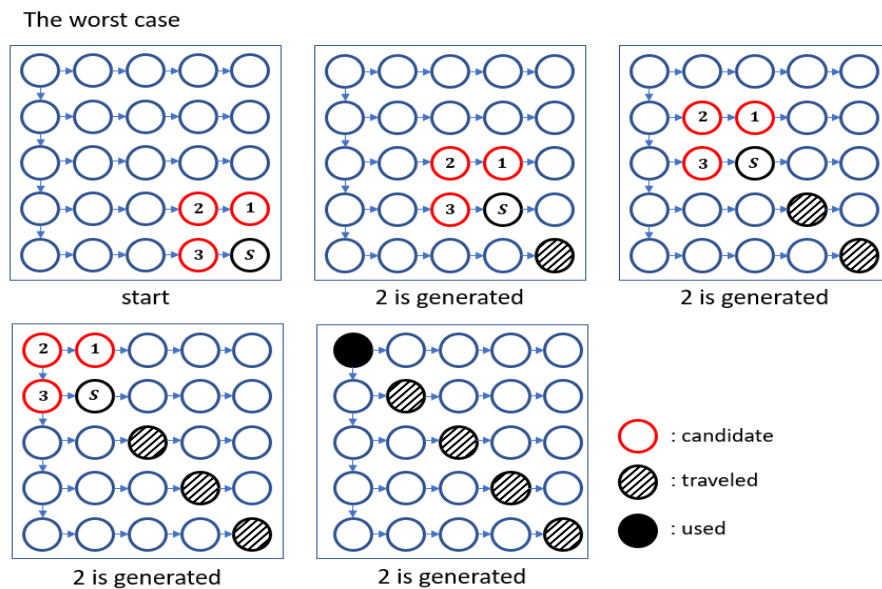 The worst case
2 1
3 S
start
2 1
3 S
2 is generated
2 1
3 S
2 is generated
2 1
3 S
2 is generated
2 is generated
: candidate
: traveled
: used